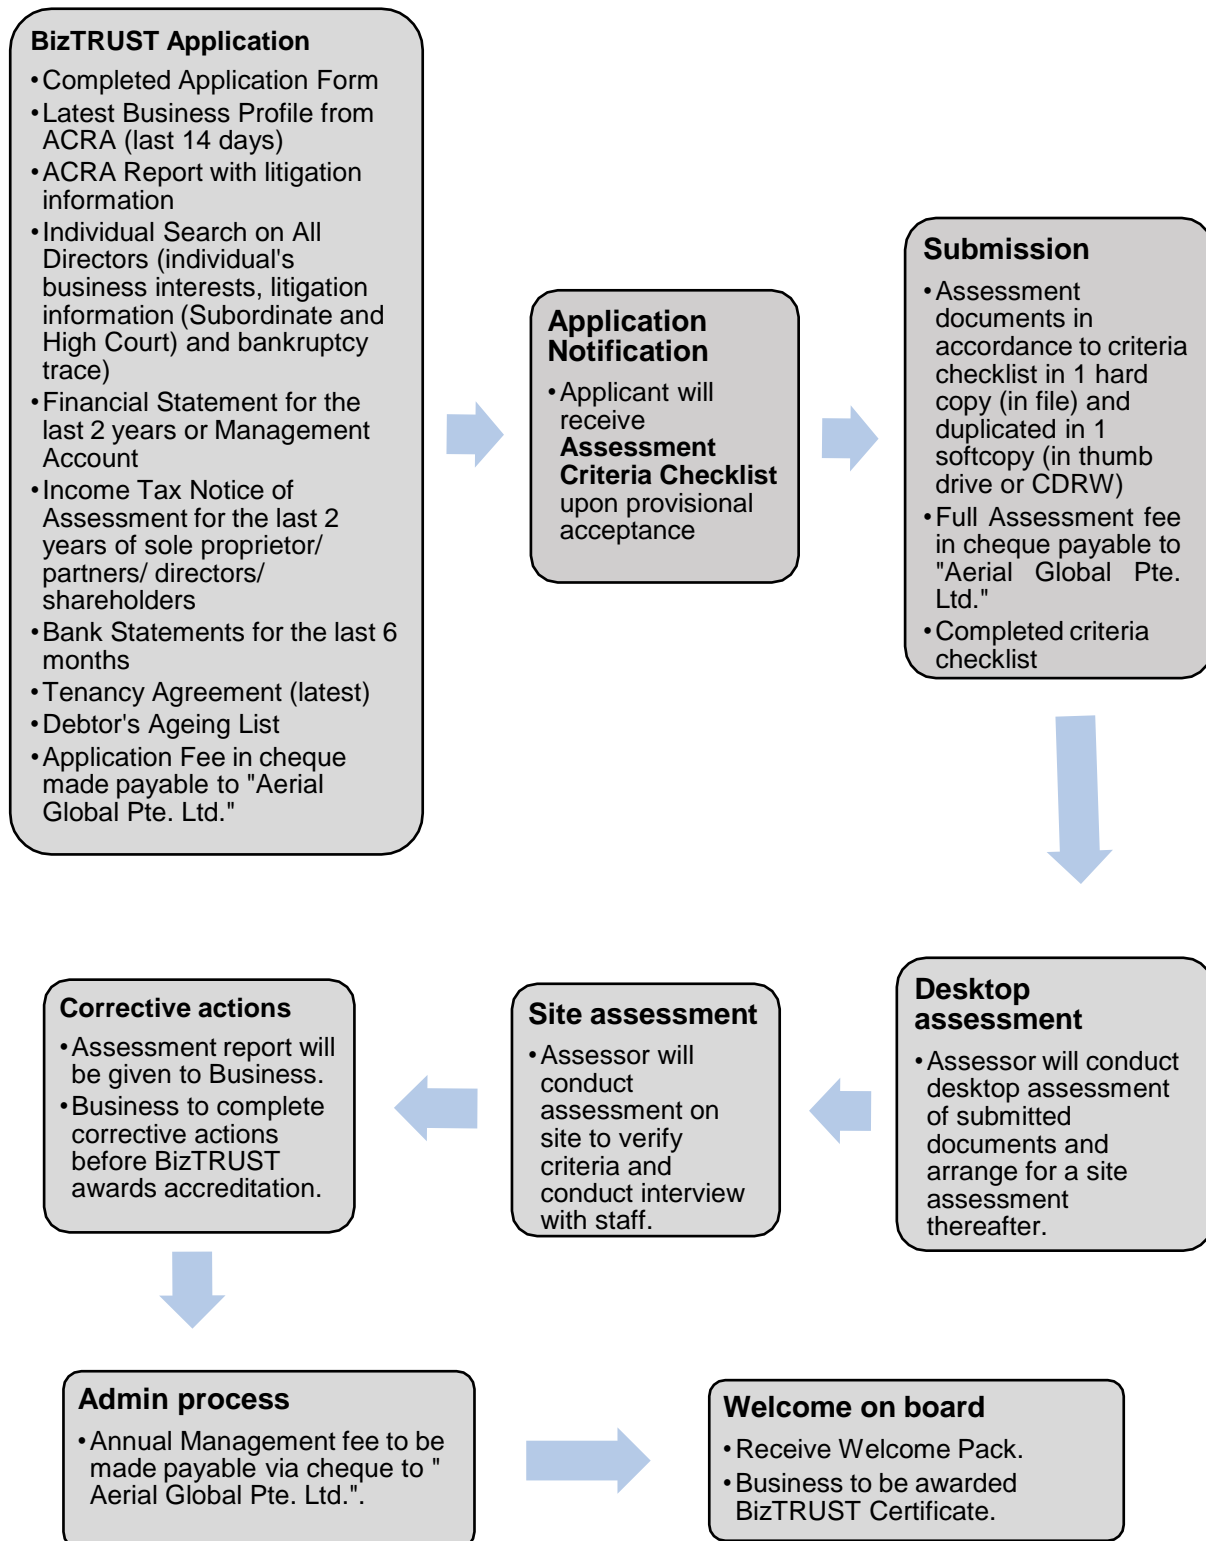 BizTRUST Application
•Completed Application Form
•Latest Business Profile from
ACRA (last 14 days)
•ACRA Report with litigation
information
•Individual Search on All
Directors (individual's
business interests, litigation
information (Subordinate and
High Court) and bankruptcy
trace)
•Financial Statement for the
last 2 years or Management
Account
•Income Tax Notice of
Assessment for the last 2
years of sole proprietor/
partners/ directors/
shareholders
•Bank Statements for the last 6
months
•Tenancy Agreement (latest)
•Debtor's Ageing List
•Application Fee in cheque
made payable to "Aerial
Global Pte. Ltd."
Application
Notification
•Applicant will
receive
Assessment
Criteria Checklist
upon provisional
acceptance
Submission
•Assessment
documents in
accordance to criteria
checklist in 1 hard
copy (in file) and
duplicated in 1
softcopy (in thumb
drive or CDRW)
•Full Assessment fee
in cheque payable to
"Aerial Global Pte.
Ltd."
•Completed criteria
checklist
Desktop
assessment
•Assessor will conduct
desktop assessment
of submitted
documents and
arrange for a site
assessment
thereafter.
Site assessment
•Assessor will
conduct
assessment on
site to verify
criteria and
conduct interview
with staff.
Corrective actions
•Assessment report will
be given to Business.
•Business to complete
corrective actions
before BizTRUST
awards accreditation.
Admin process
•Annual Management fee to be
made payable via cheque to "
Aerial Global Pte. Ltd.".
Welcome on board
•Receive Welcome Pack.
•Business to be awarded
BizTRUST Certificate.